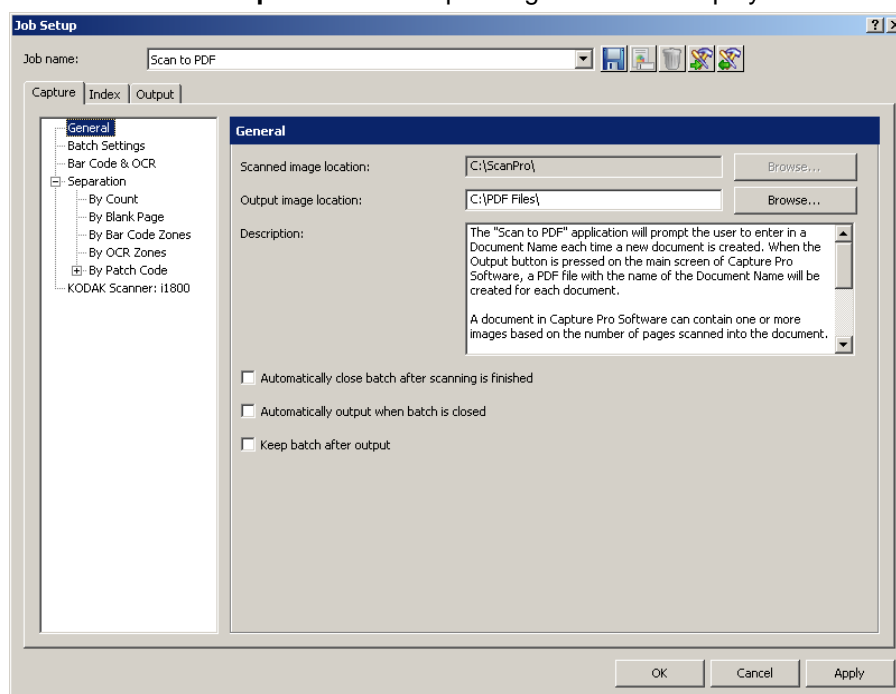 Job Setup
Job name: Scan to PDF
Capture Index Output
General
Batch Settings
Bar Code & OCR
Separation
By Count
By Blank Page
By Bar Code Zones
By OCR Zones
By Patch Code
KODAK Scanner: i1800
General
Scanned image location: C:\ScanPro\ Browse...
Output image location: C:\PDF Files\ Browse...
Description:
The "Scan to PDF" application will prompt the user to enter in a
Document Name each time a new document is created. When the
Output button is pressed on the main screen of Capture Pro
Software, a PDF file with the name of the Document Name will be
created for each document.
A document in Capture Pro Software can contain one or more
images based on the number of pages scanned into the document.
Automatically close batch after scanning is finished
Automatically output when batch is closed
Keep batch after output
OK Cancel Apply